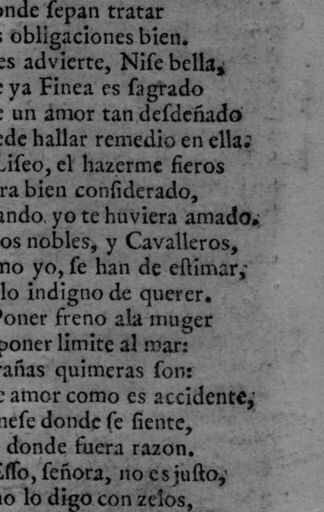 onde ſepan tratar
s obligaciones bien.
es advierte, Niſe bella,
e ya Finea es ſagrado
e un amor tan deſdeñado
ede hallar remedio en ella:
Liſeo, el hazerme fieros
ra bien conſiderado,
ando yo te huviera amado.
os nobles, y Cavalleros,
mo yo, ſe han de eſtimar,
lo indigno de querer.
Poner freno ala muger
poner limite al mar:
rañas quimeras ſon:
e amor como es accidente,
neſe donde ſe ſiente,
donde fuera razon.
Eſſo, ſeñora, no es juſto,
no lo digo con zelos,